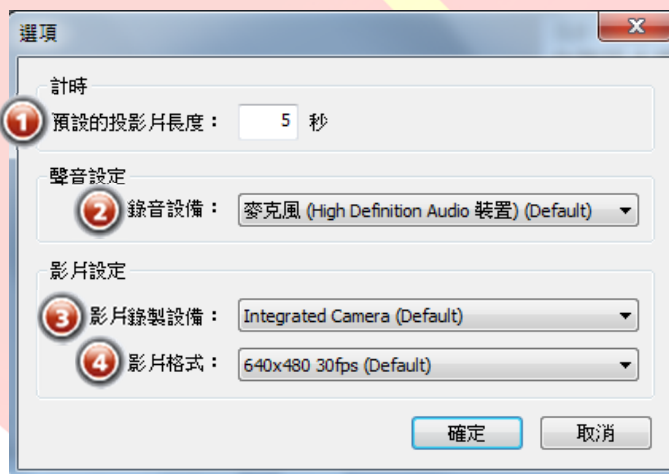 選項
計時
1 預設的投影片長度： 5 秒
聲音設定
2 錄音設備： 麥克風 (High Definition Audio 裝置) (Default)
影片設定
3 影片錄製設備： Integrated Camera (Default)
4 影片格式： 640x480 30fps (Default)
確定 取消